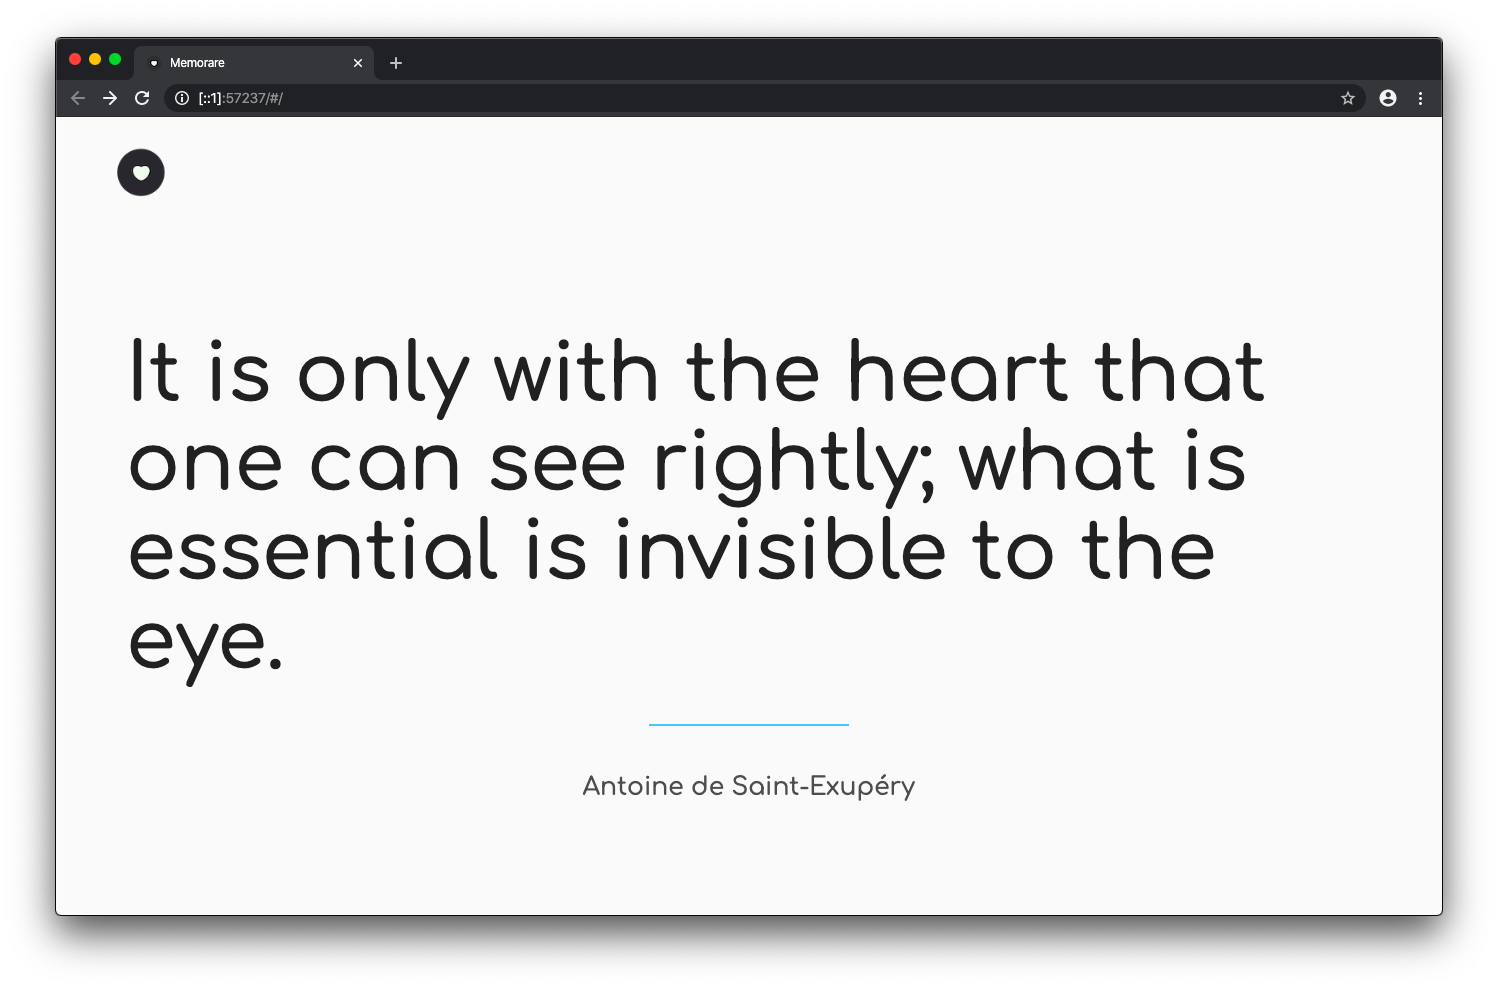 Memorare
[::1]:57237/#/
It is only with the heart that
one can see rightly; what is
essential is invisible to the
eye.
Antoine de Saint-Exupéry